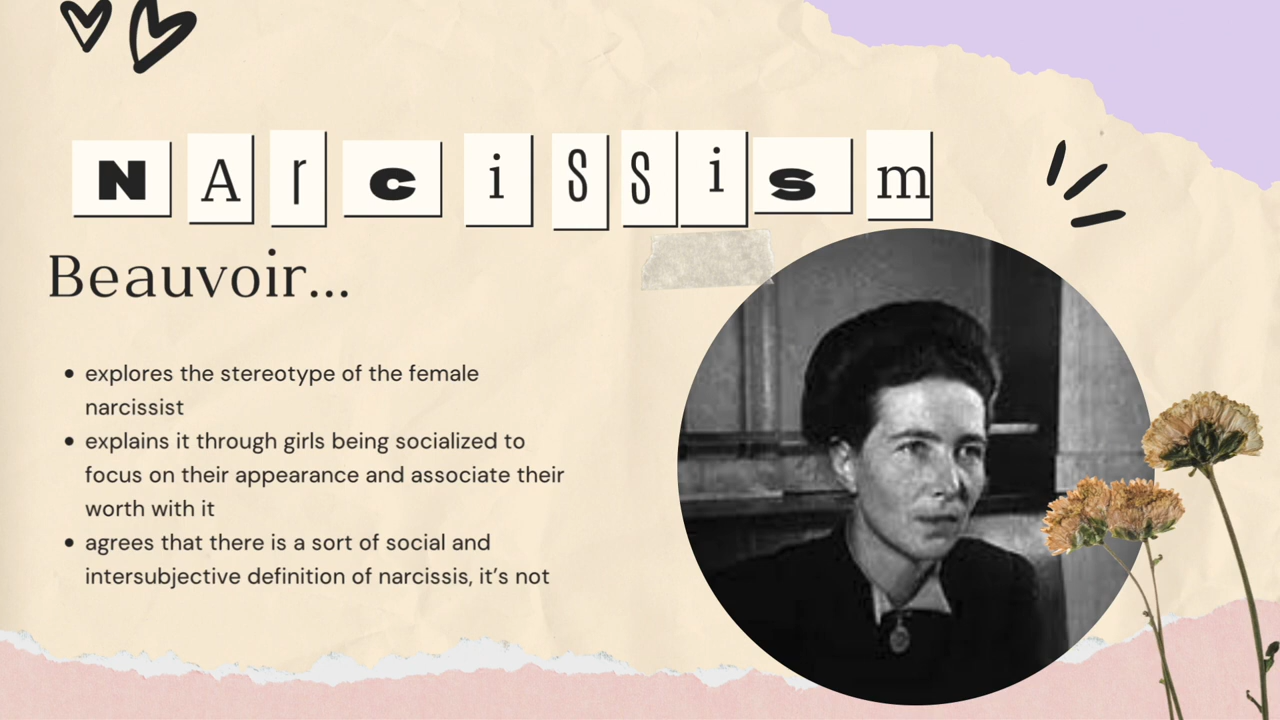 NArcissism
Beauvoir...
• explores the stereotype of the female
narcissist
• explains it through girls being socialized to
focus on their appearance and associate their
worth with it
• agrees that there is a sort of social and
intersubjective definition of narcissis, it’s not